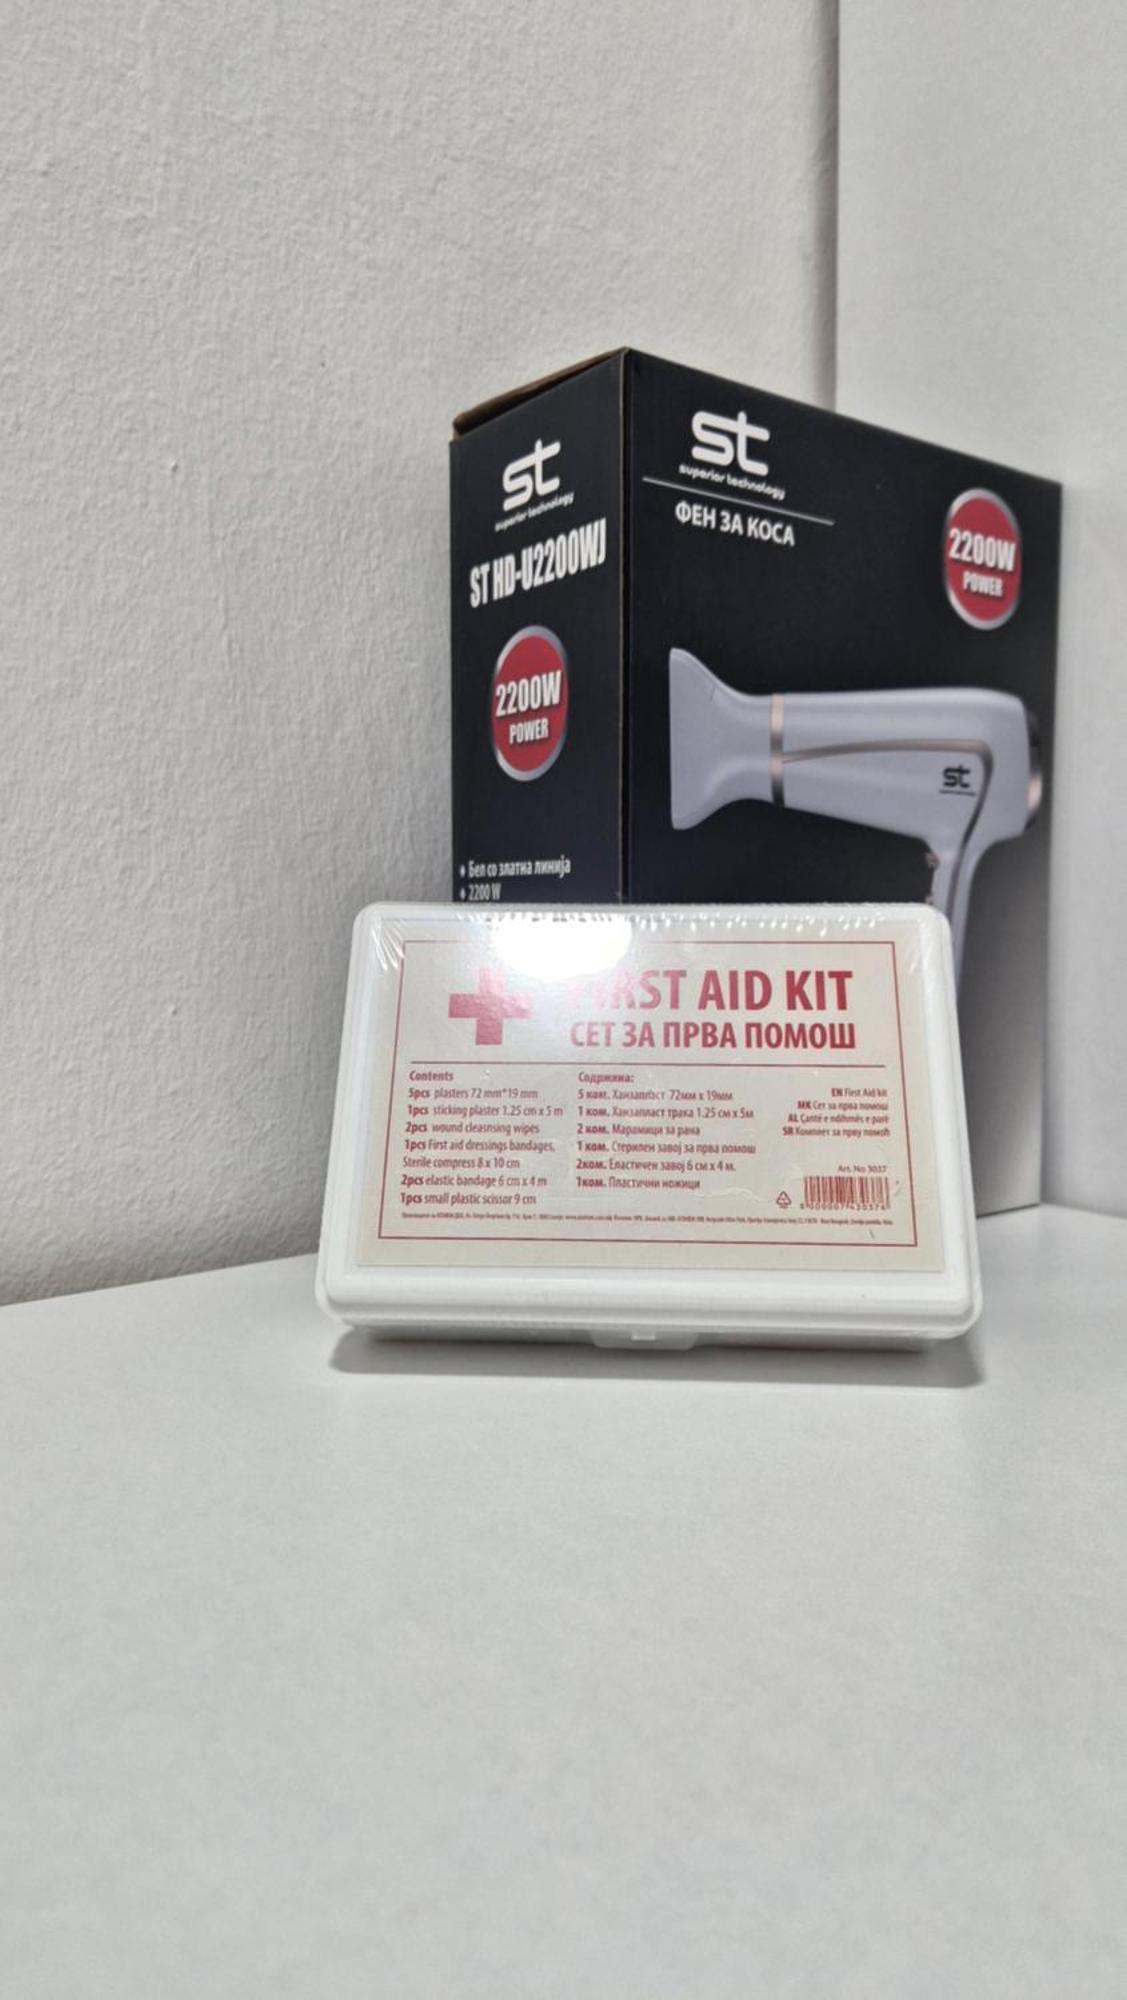 st
superior technology
ST HD-U2200WJ
2200W
POWER
• Бел со златна линија
• 2200 W
st
superior technology
ФЕН ЗА КОСА
2200W
POWER
st
FIRST AID KIT
СЕТ ЗА ПРВА ПОМОШ
Contents
5pcs plasters 72 mm*19 mm
1pcs sticking plaster 1.25 cm x 5 m
2pcs wound cleasnsing wipes
1pcs First aid dressings bandages,
Sterile compress 8 x 10 cm
2pcs elastic bandage 6 cm x 4 m
1pcs small plastic scissor 9 cm
Содржина:
5 ком. Ханзапласт 72мм x 19мм
1 ком. Ханзапласт трака 1.25 см x 5м
2 ком. Марамици за рана
1 ком. Стерилен завој за прва помош
2ком. Еластичен завој 6 см x 4 м.
1ком. Пластични ножици
EN First Aid kit
MK Сет за прва помош
AL Çantë e ndihmës e parë
SR Комплет за прву помоћ
Art. No 3037